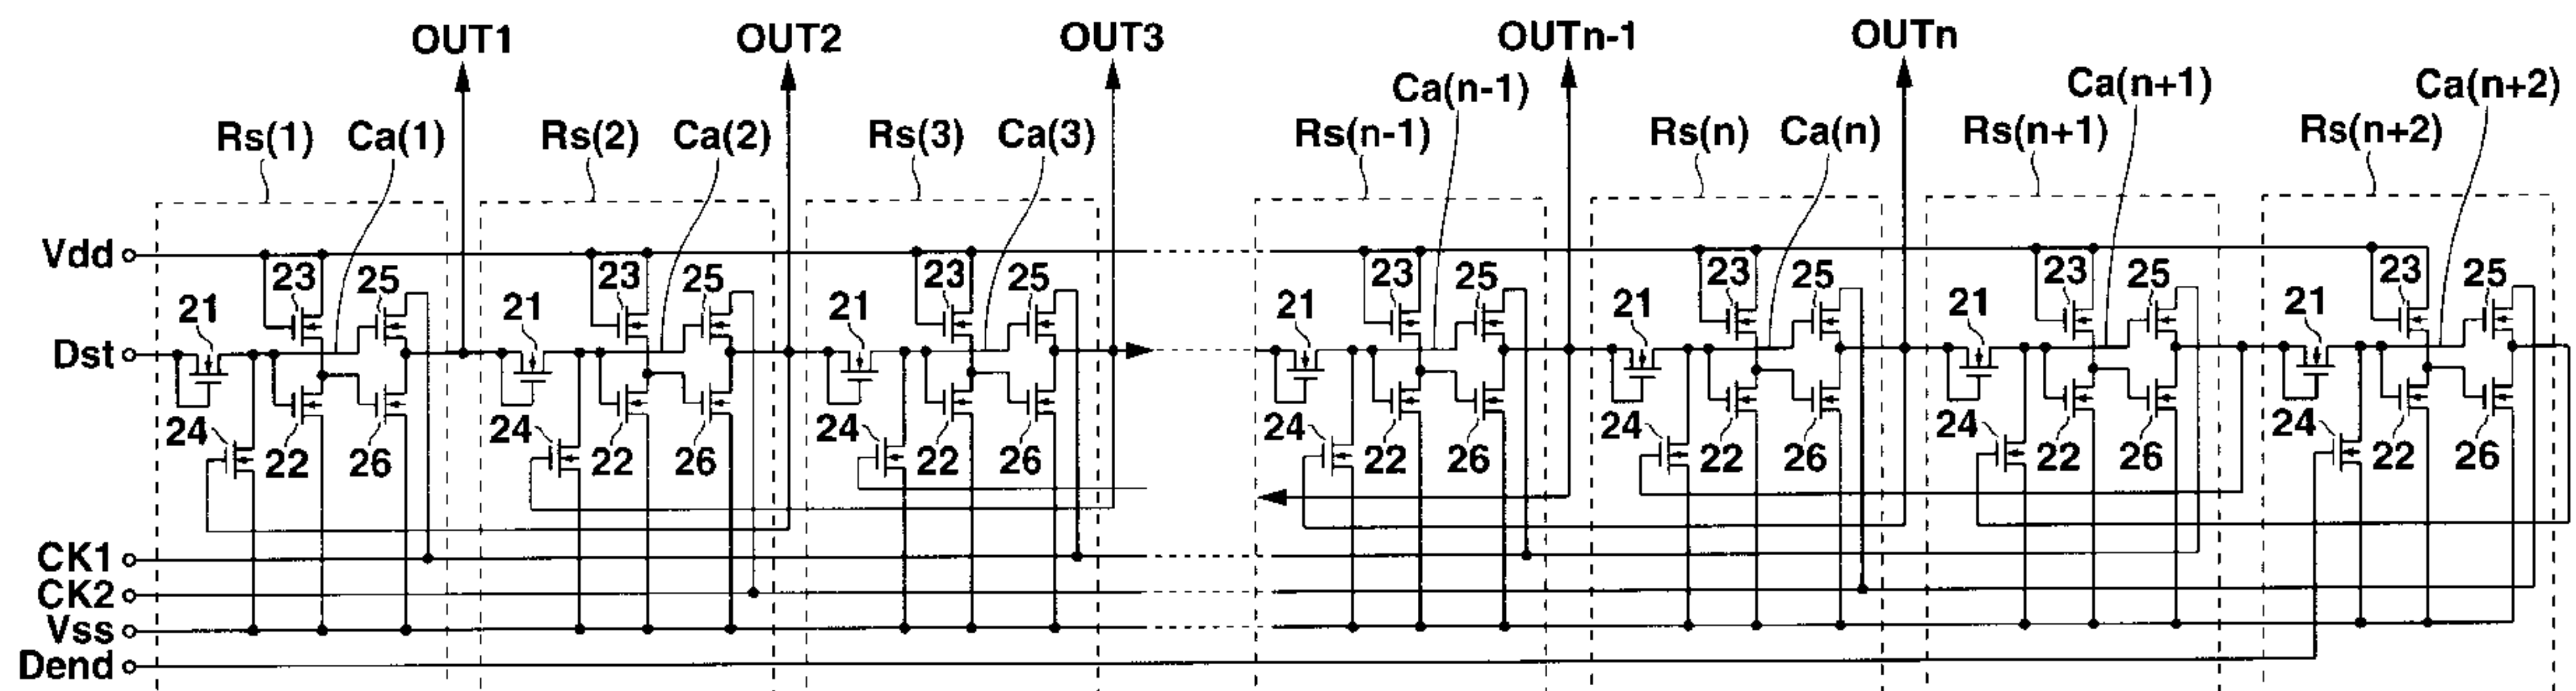 OUT1 OUT2 OUT3 OUTn-1 OUTn
Ca(n-1) Ca(n+1) Ca(n+2)
Rs(1) Ca(1) Rs(2) Ca(2) Rs(3) Ca(3) Rs(n-1) Rs(n) Ca(n) Rs(n+1) Rs(n+2)
Vdd
23 25 23 25 23 25 23 25 23 25 23 25 23 25
21 21 21 21 21 21 21
Dst
24 24 24 24 24 24 24
22 26 22 26 22 26 22 26 22 26 22 26 22 26
CK1
CK2
Vss
Dend